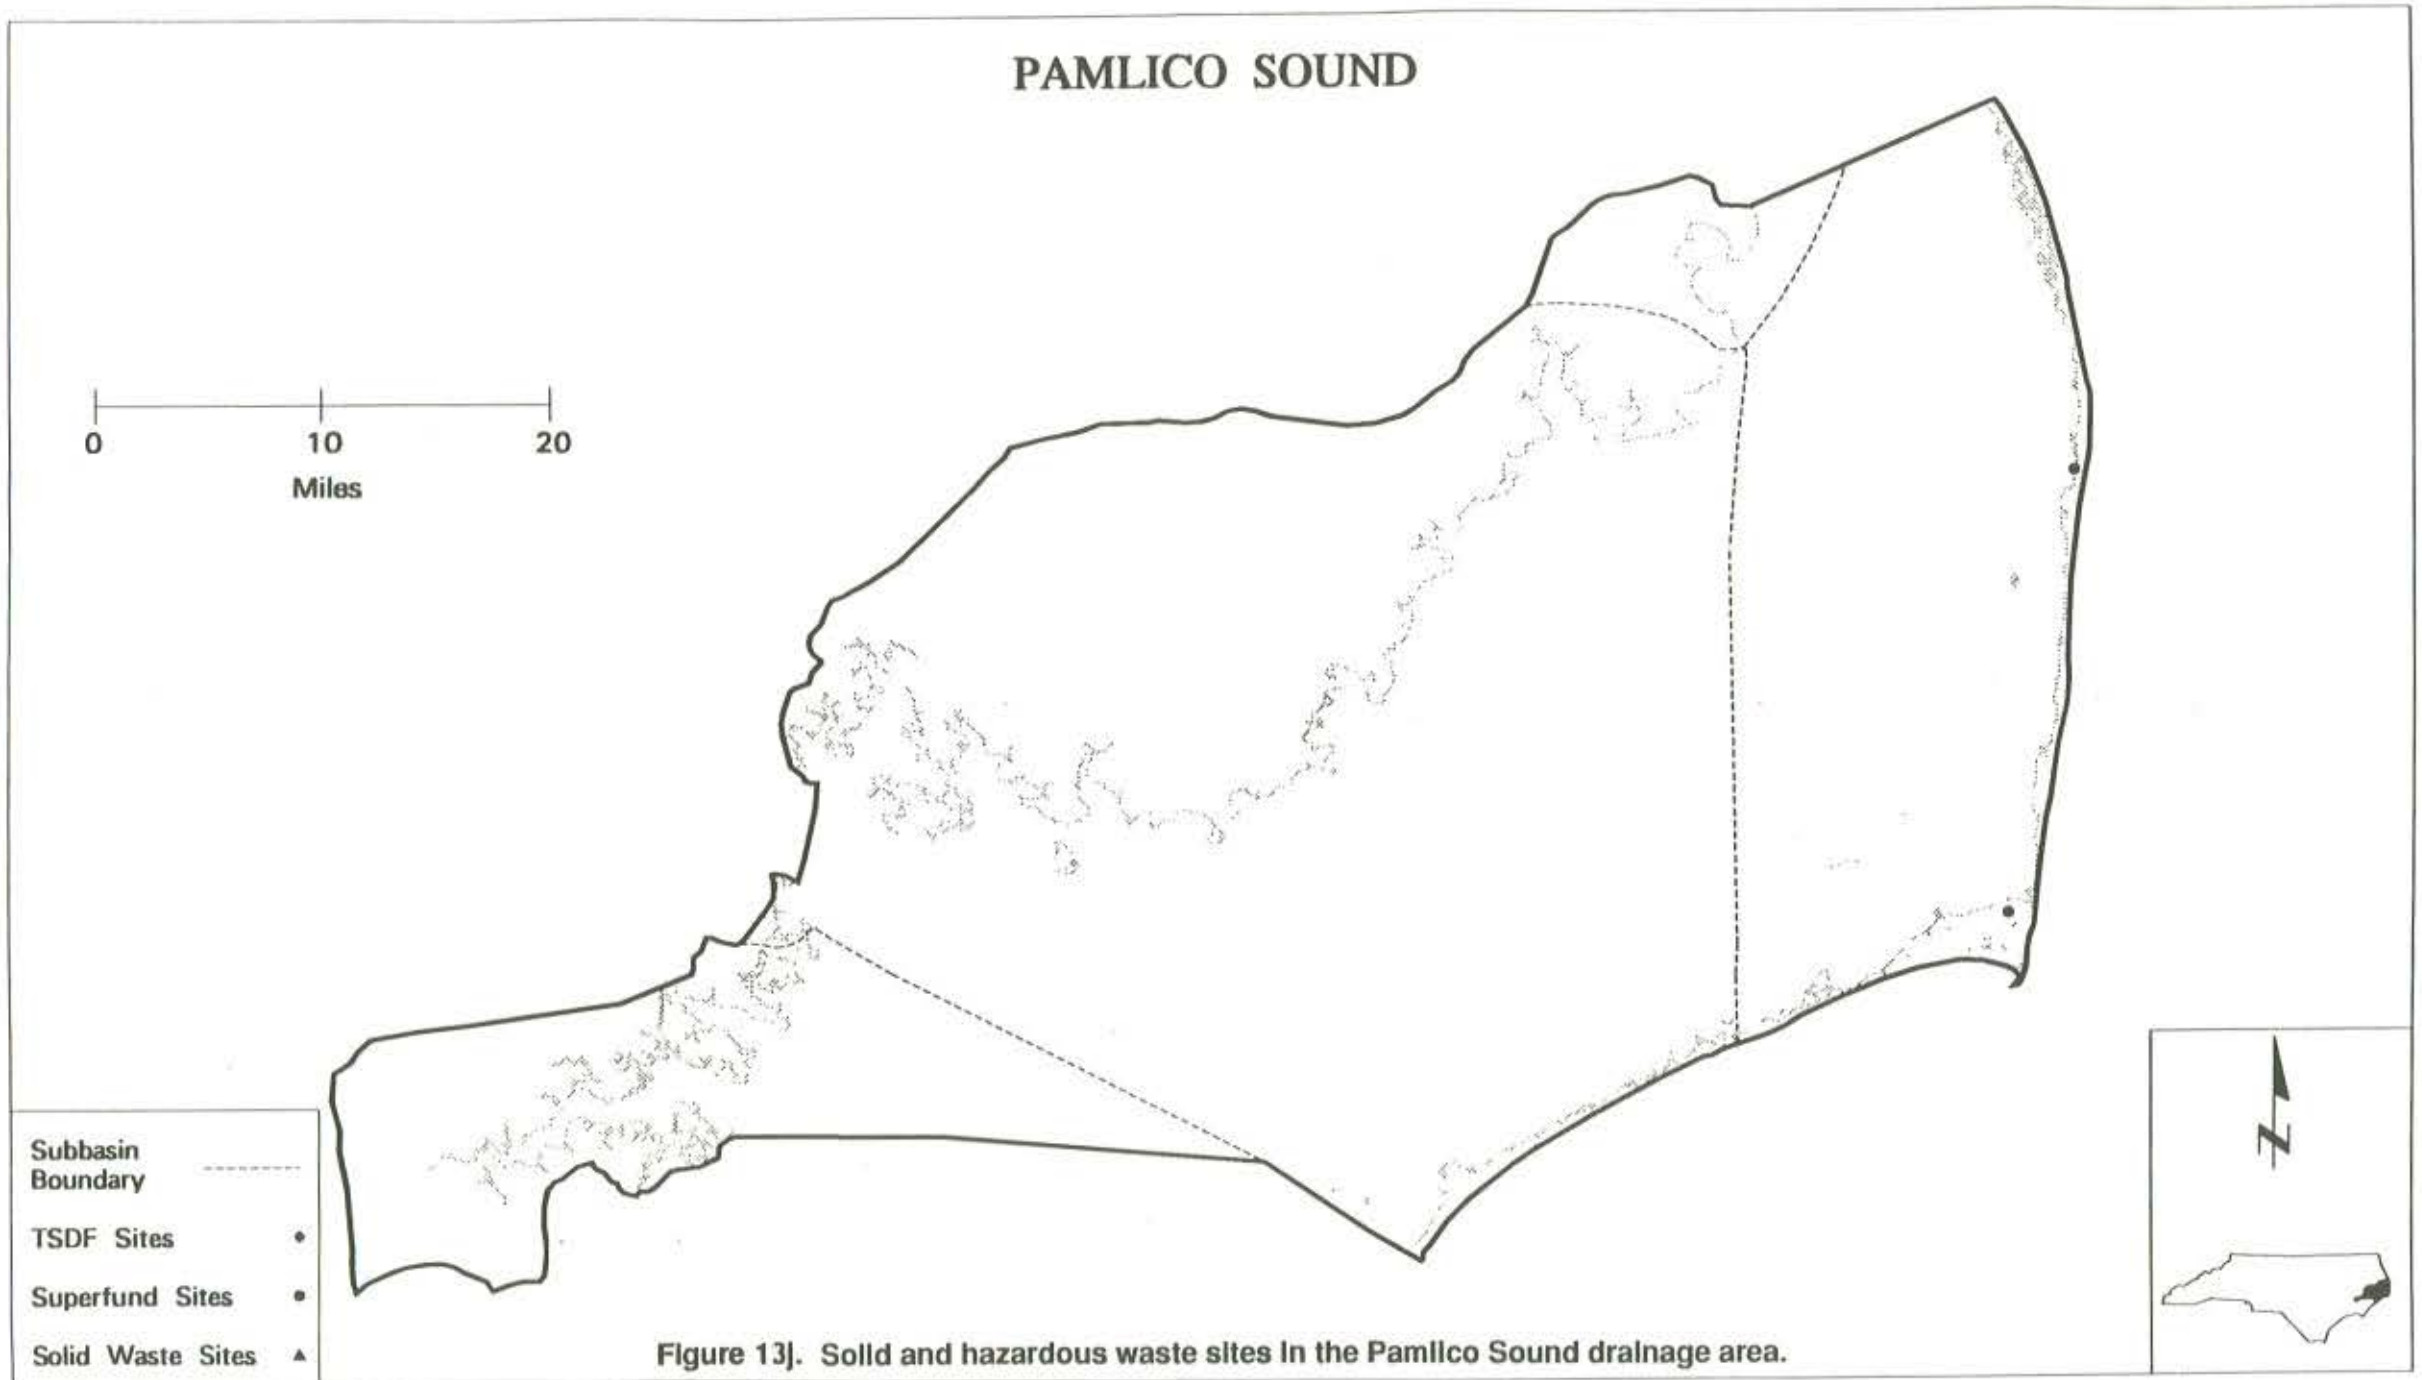 PAMLICO SOUND
0 10 20
Miles
Subbasin
Boundary
TSDF Sites
Superfund Sites
Solid Waste Sites
N
Figure 13j. Solid and hazardous waste sites in the Pamlico Sound drainage area.